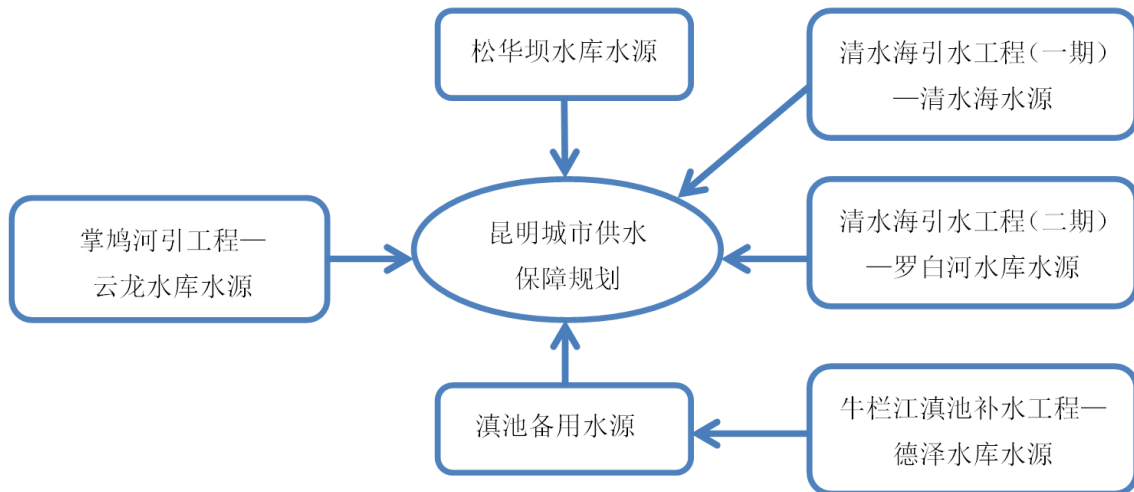 松华坝水库水源
清水海引水工程（一期）
—清水海水源
掌鸠河引工程—
云龙水库水源
昆明城市供水
保障规划
清水海引水工程（二期）
—罗白河水库水源
滇池备用水源
牛栏江滇池补水工程—
德泽水库水源